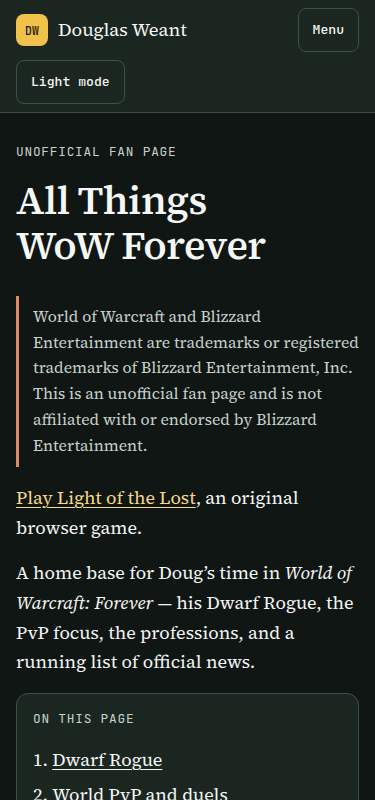 DW Douglas Weant
Menu
Light mode
UNOFFICIAL FAN PAGE
All Things
WoW Forever
World of Warcraft and Blizzard
Entertainment are trademarks or registered
trademarks of Blizzard Entertainment, Inc.
This is an unofficial fan page and is not
affiliated with or endorsed by Blizzard
Entertainment.
Play Light of the Lost, an original
browser game.
A home base for Doug’s time in World of
Warcraft: Forever — his Dwarf Rogue, the
PvP focus, the professions, and a
running list of official news.
ON THIS PAGE
1. Dwarf Rogue
2. World PvP and duels